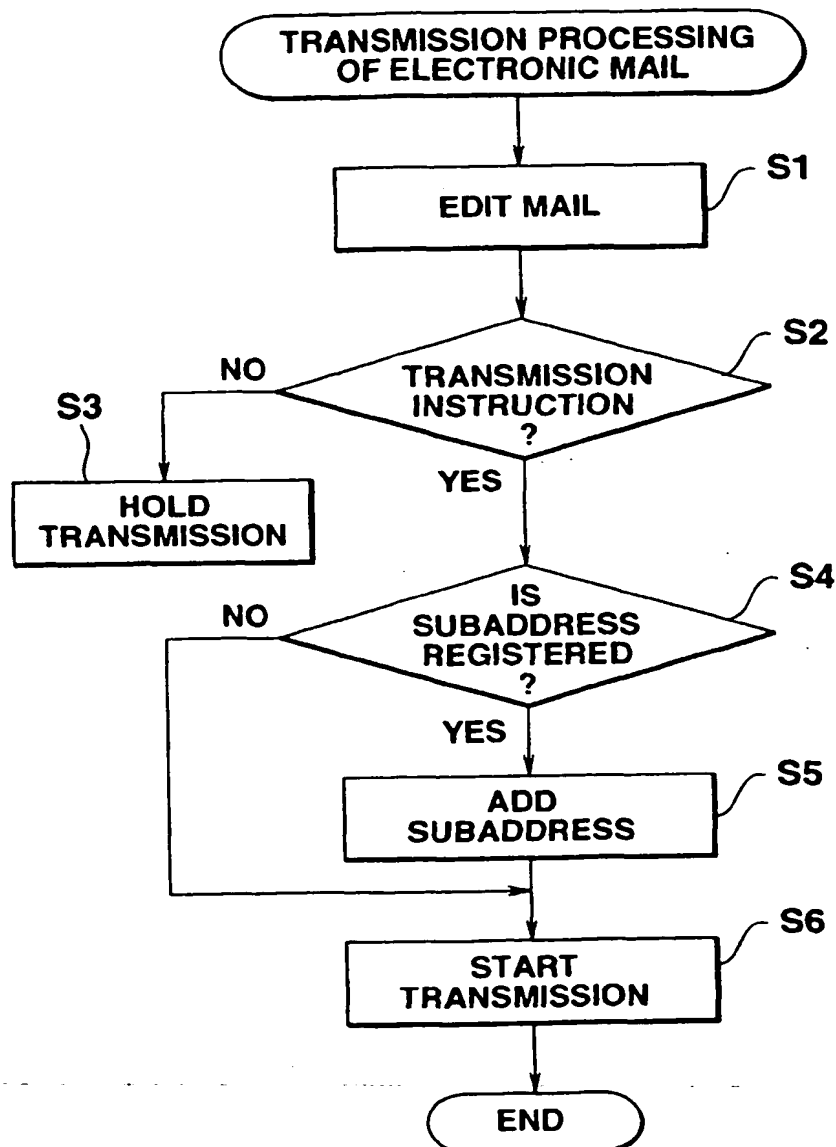 TRANSMISSION PROCESSING
OF ELECTRONIC MAIL
S1
EDIT MAIL
S2
NO
TRANSMISSION
INSTRUCTION
?
S3
YES
HOLD
TRANSMISSION
S4
IS
NO
SUBADDRESS
REGISTERED
?
YES
S5
ADD
SUBADDRESS
S6
START
TRANSMISSION
END